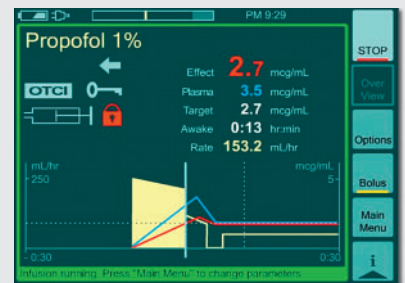 PM 9:29
Propofol 1%
STOP
Effect 2.7 mcg/mL
OTCI
Plasma 3.5 mcg/mL
Over View
Target 2.7 mcg/mL
Awake 0:13 hr:min
Rate 153.2 mL/hr
Options
mL/hr mcg/mL
250 5
Bolus
Main Menu
- 0:30 0:30
Infusion running. Press "Main Menu" to change parameters
i